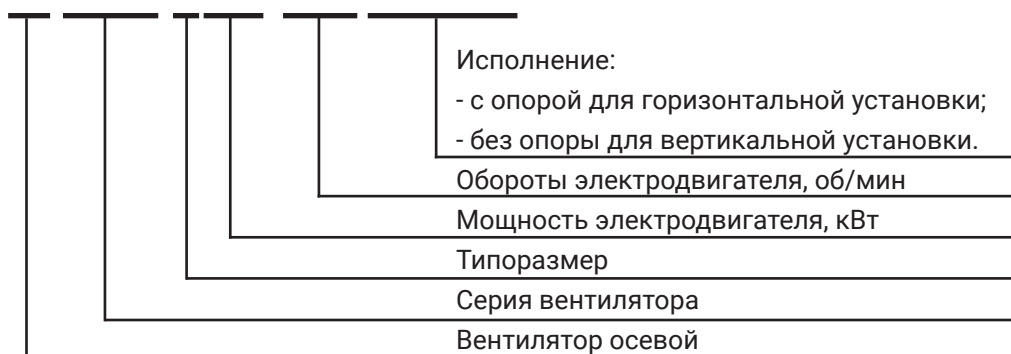 Исполнение:
- с опорой для горизонтальной установки;
- без опоры для вертикальной установки.
Обороты электродвигателя, об/мин
Мощность электродвигателя, кВт
Типоразмер
Серия вентилятора
Вентилятор осевой